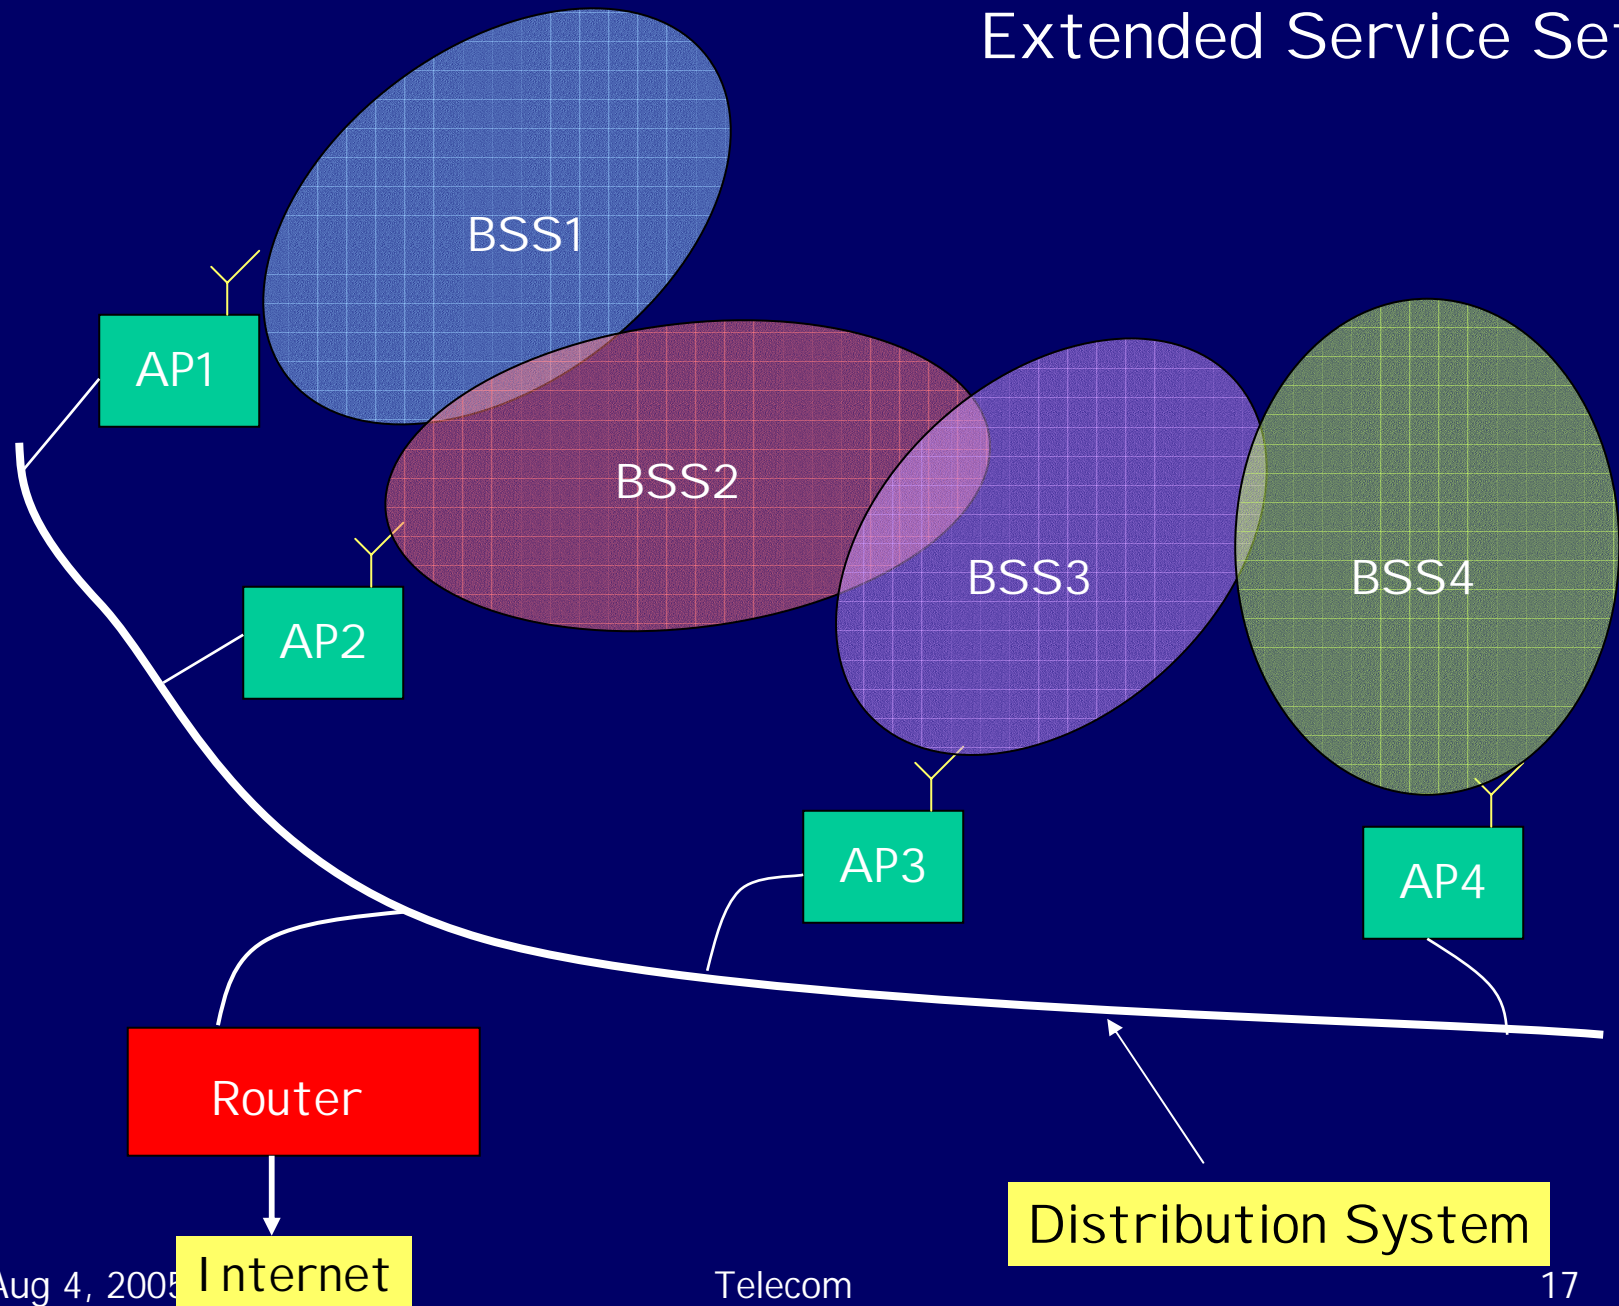 Extended Service Set
BSS1
AP1
BSS2
BSS3
BSS4
AP2
AP3
AP4
Router
Distribution System
Internet
Aug 4, 2005
Telecom
17